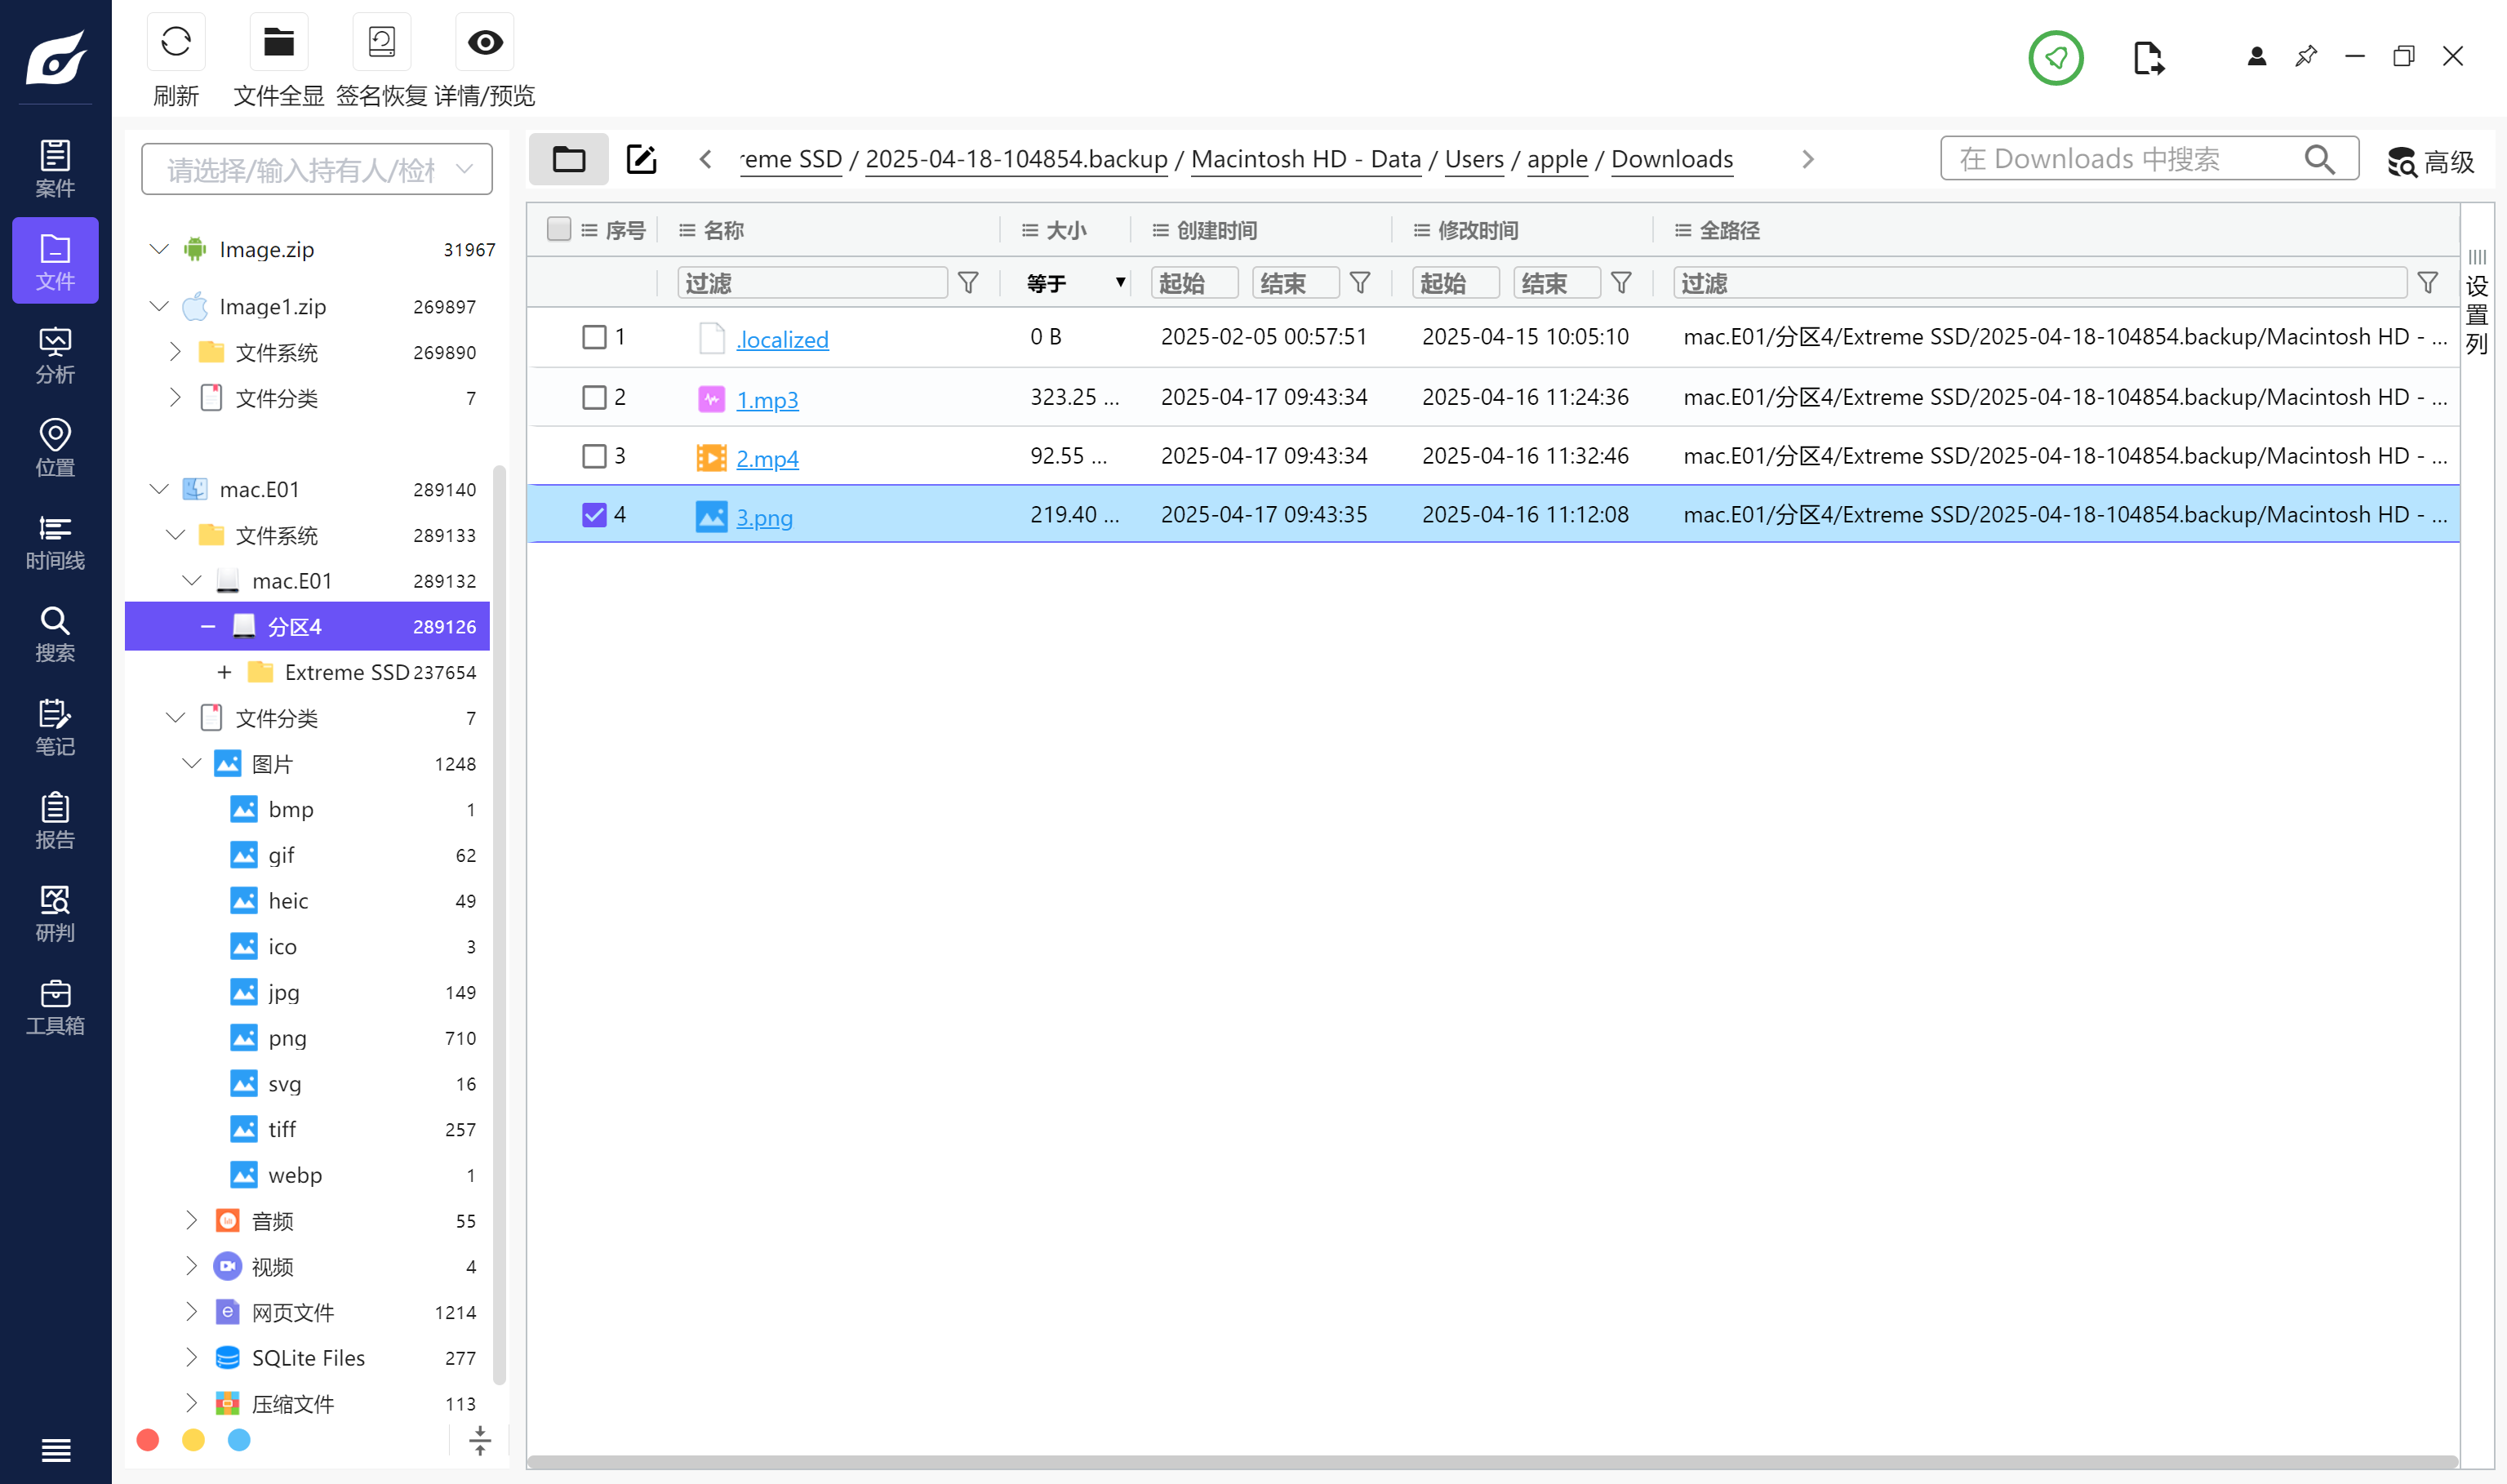 刷新 文件全显 签名恢复 详情/预览
案件
文件
分析
位置
时间线
搜索
笔记
报告
研判
工具箱
请选择/输入持有人/检材
Image.zip 31967
Image1.zip 269897
文件系统 269890
文件分类 7
mac.E01 289140
文件系统 289133
mac.E01 289132
分区4 289126
Extreme SSD 237654
文件分类 7
图片 1248
bmp 1
gif 62
heic 49
ico 3
jpg 149
png 710
svg 16
tiff 257
webp 1
音频 55
视频 4
网页文件 1214
SQLite Files 277
压缩文件 113
reme SSD / 2025-04-18-104854.backup / Macintosh HD - Data / Users / apple / Downloads
在 Downloads 中搜索
高级
序号 名称 大小 创建时间 修改时间 全路径
过滤 等于 起始 结束 起始 结束 过滤
1 .localized 0 B 2025-02-05 00:57:51 2025-04-15 10:05:10 mac.E01/分区4/Extreme SSD/2025-04-18-104854.backup/Macintosh HD - ...
2 1.mp3 323.25 ... 2025-04-17 09:43:34 2025-04-16 11:24:36 mac.E01/分区4/Extreme SSD/2025-04-18-104854.backup/Macintosh HD - ...
3 2.mp4 92.55 ... 2025-04-17 09:43:34 2025-04-16 11:32:46 mac.E01/分区4/Extreme SSD/2025-04-18-104854.backup/Macintosh HD - ...
4 3.png 219.40 ... 2025-04-17 09:43:35 2025-04-16 11:12:08 mac.E01/分区4/Extreme SSD/2025-04-18-104854.backup/Macintosh HD - ...
设置列